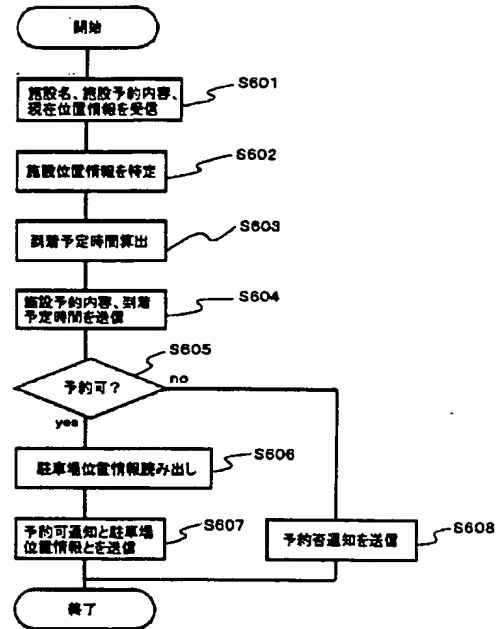 開始
施設名、施設予約内容、
現在位置情報を受信
S601
施設位置情報を特定
S602
到着予定時間算出
S603
施設予約内容、到着
予定時間を送信
S604
予約可?
S605
no
yes
駐車場位置情報読み出し
S606
予約可通知と駐車場
位置情報とを送信
S607
予約否通知を送信
S608
終了